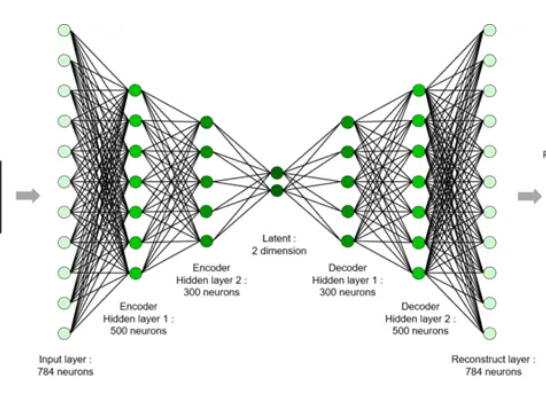 Latent :
2 dimension
Encoder
Hidden layer 2 :
300 neurons
Decoder
Hidden layer 1 :
300 neurons
Encoder
Hidden layer 1 :
500 neurons
Decoder
Hidden layer 2 :
500 neurons
Input layer :
784 neurons
Reconstruct layer :
784 neurons